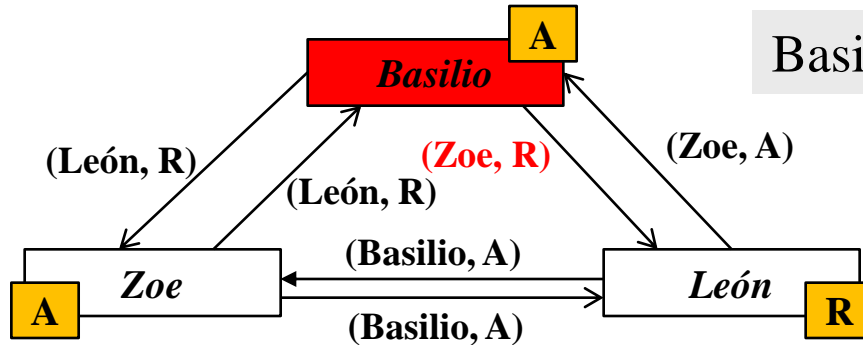 A
Basilio
Basi
(León, R)
(Zoe, R)
(Zoe, A)
(León, R)
(Basilio, A)
Zoe
León
A
(Basilio, A)
R